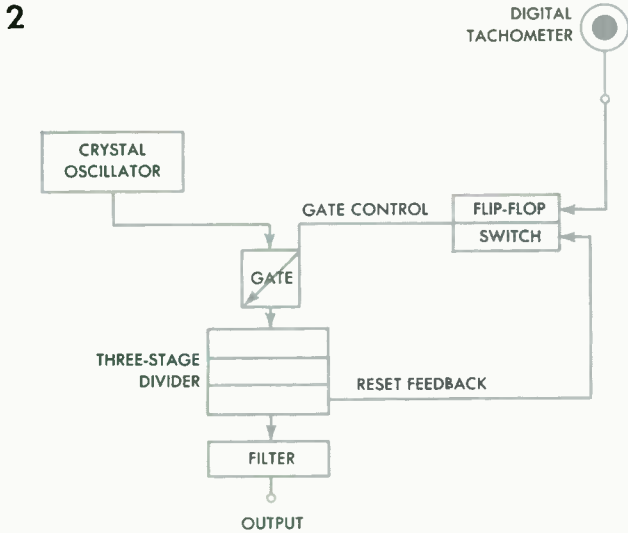 2
DIGITAL
TACHOMETER
CRYSTAL
OSCILLATOR
GATE CONTROL
FLIP-FLOP
SWITCH
GATE
THREE-STAGE
DIVIDER
RESET FEEDBACK
FILTER
OUTPUT